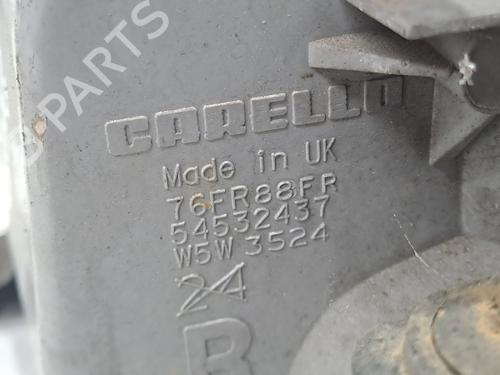 PARTS
CARELLO
Made in UK
76FR88FR
54532437
W5W 3524
24
R